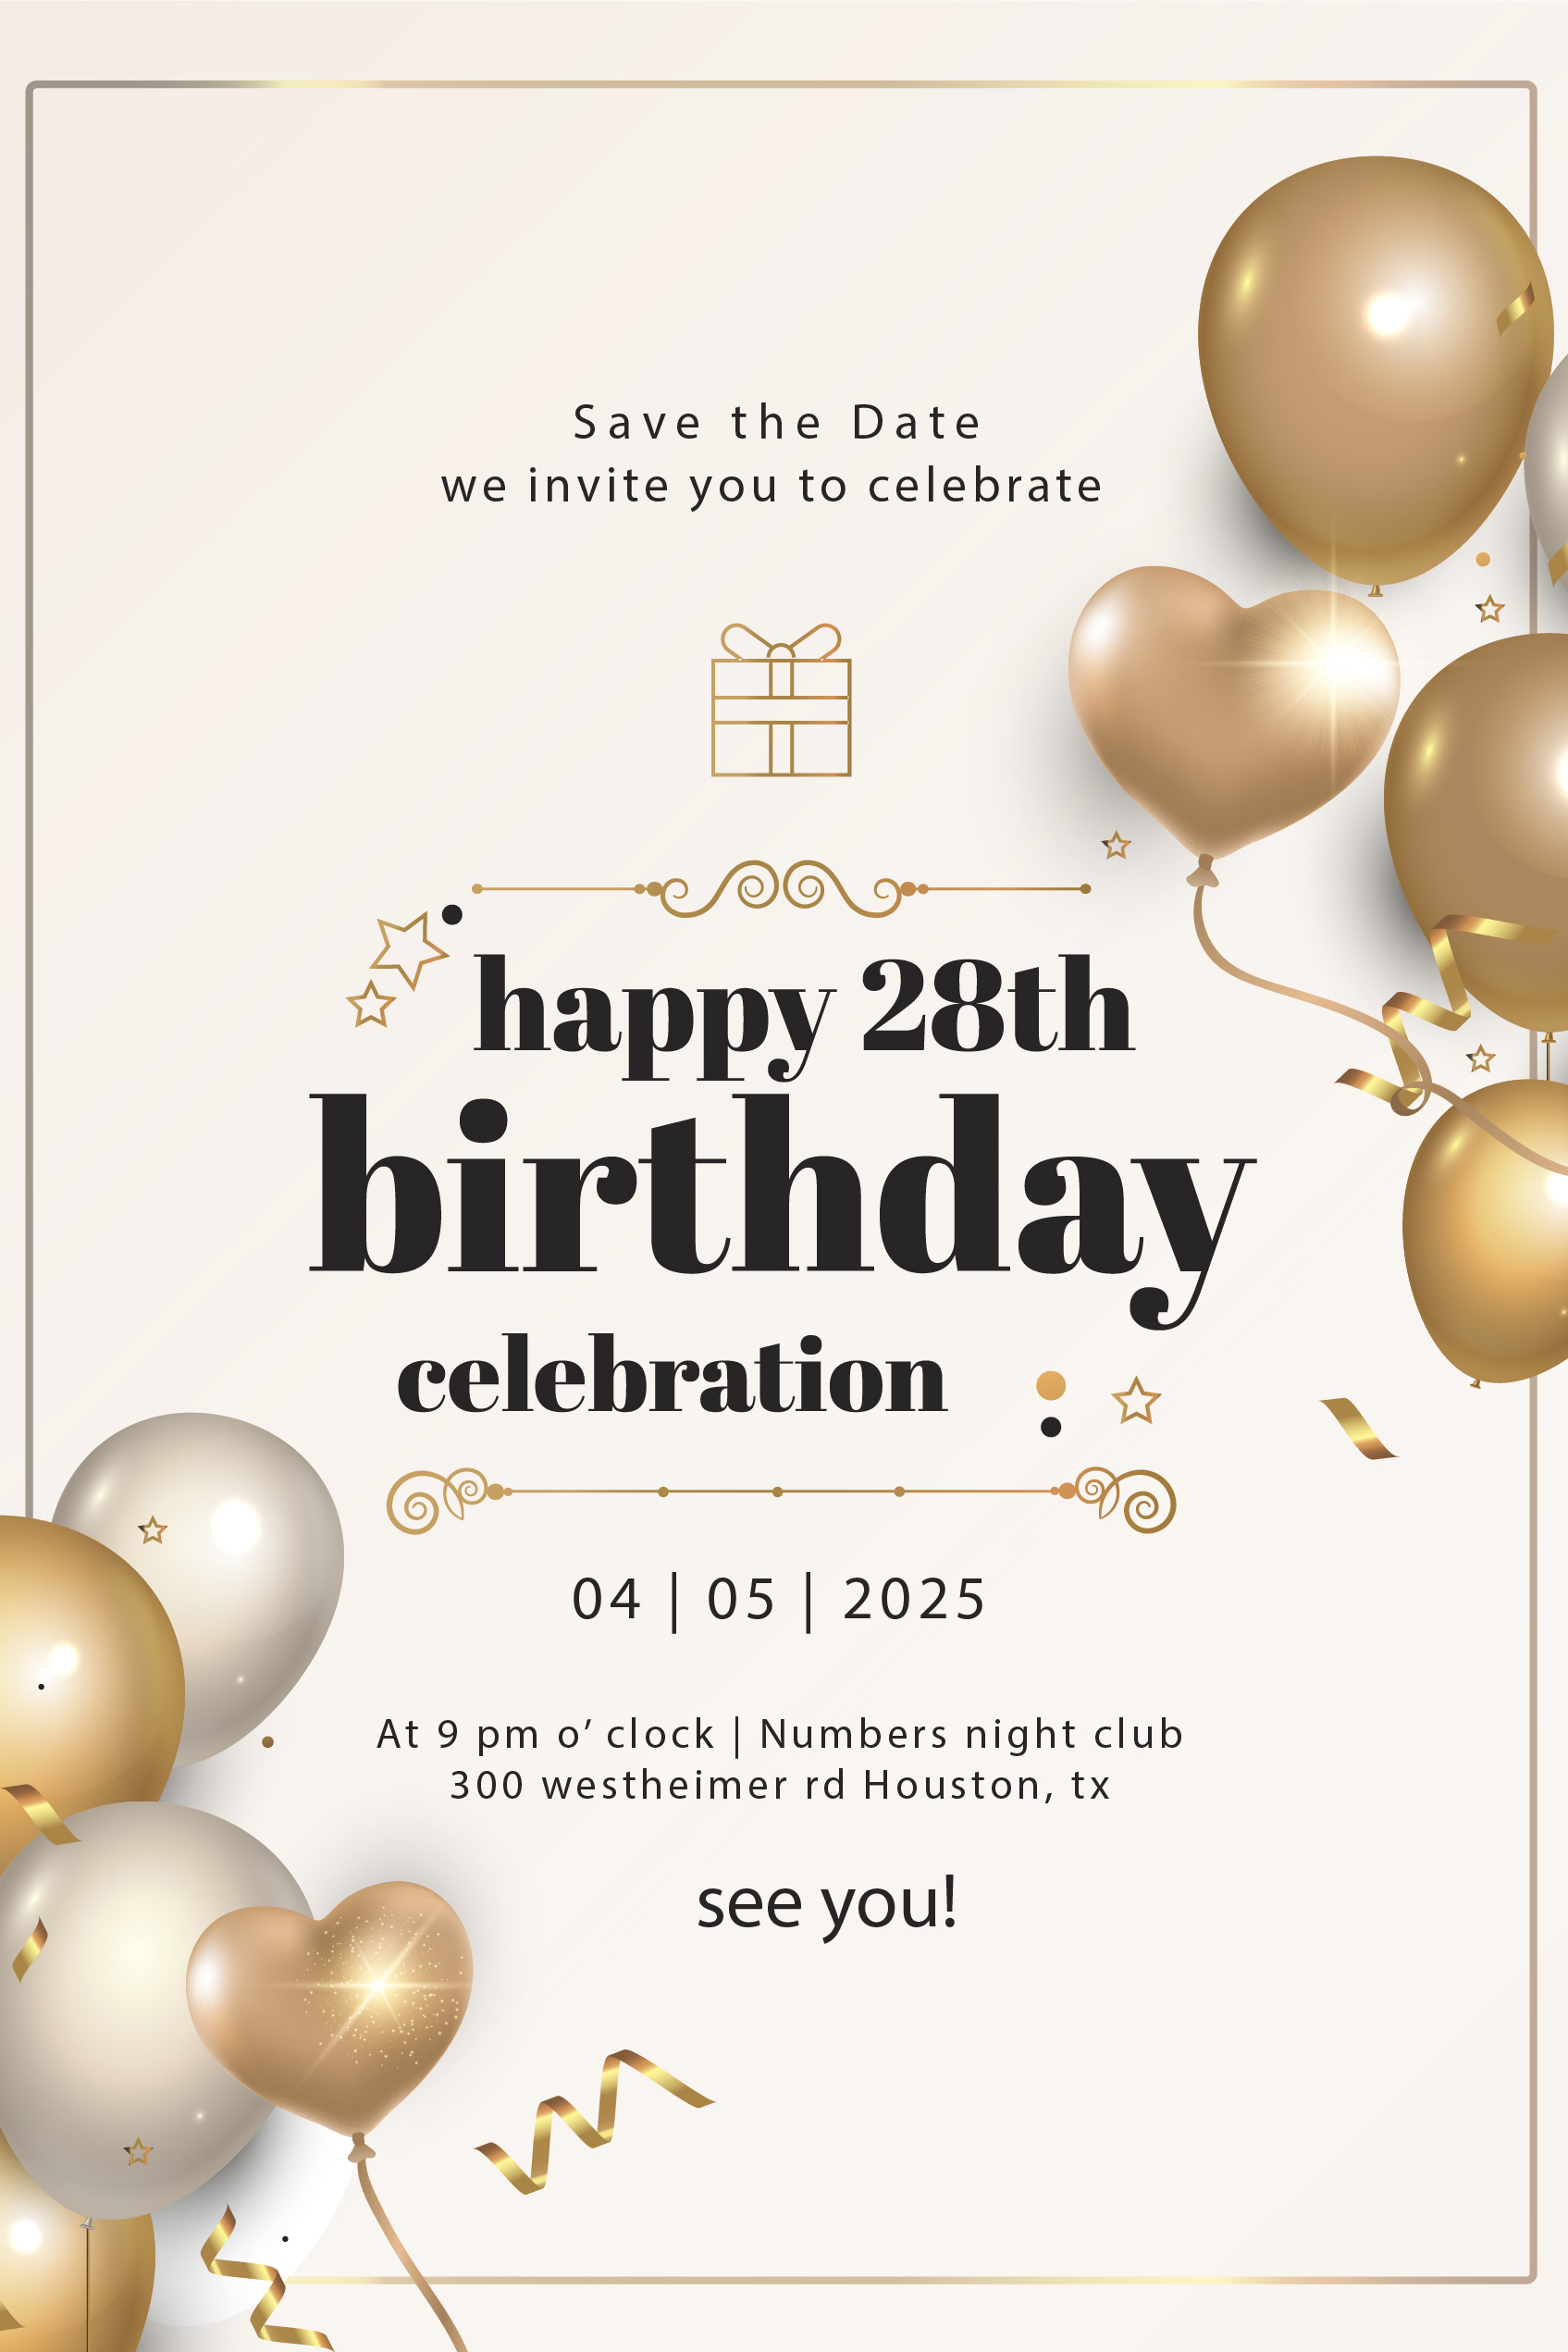 Save the Date
we invite you to celebrate
happy 28th
birthday
celebration
04 | 05 | 2025
At 9 pm o’ clock | Numbers night club
300 westheimer rd Houston, tx
see you!